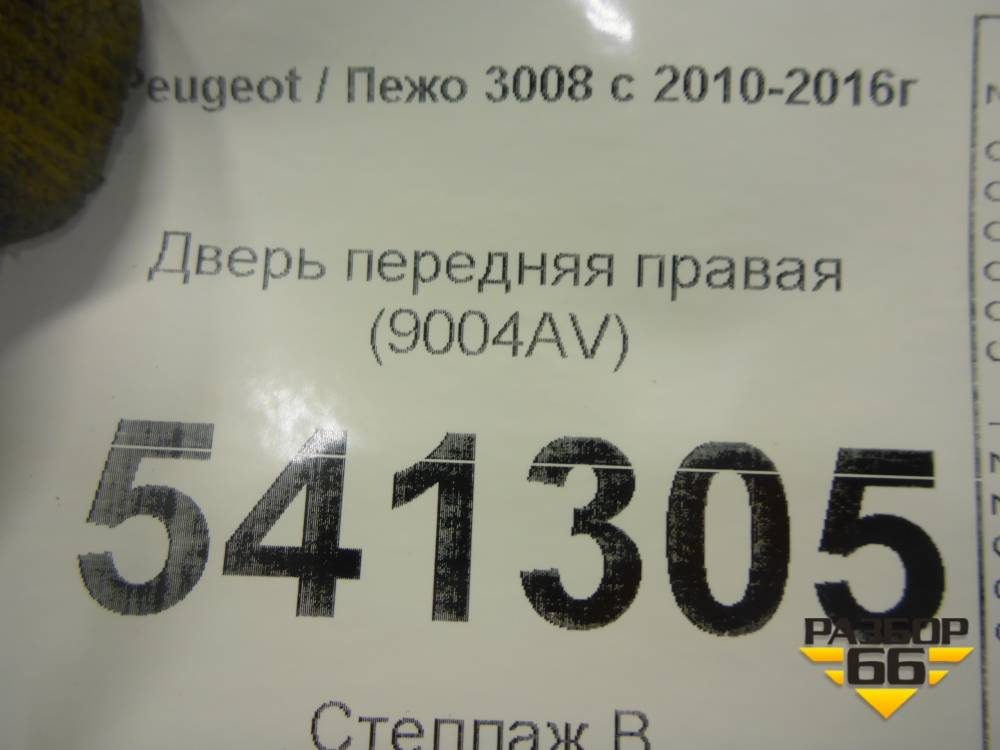 Peugeot / Пежо 3008 с 2010-2016г
Дверь передняя правая
(9004AV)
541305
Стеллаж В
РАЗБОР
66